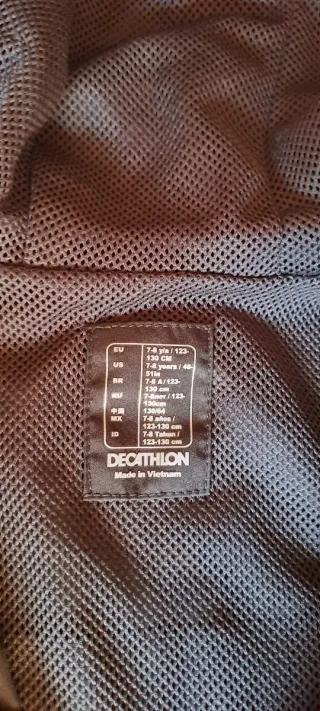 EU 7-8 y/a / 123-
130 CM
US 7-8 years / 48-
51in
BR 7-8 A / 123-
130 cm
RU 7-8лет / 123-
130cm
中国 130/64
MX 7-8 años /
123-130 cm
ID 7-8 Tahun /
123-130 cm
DECATHLON
Made in Vietnam